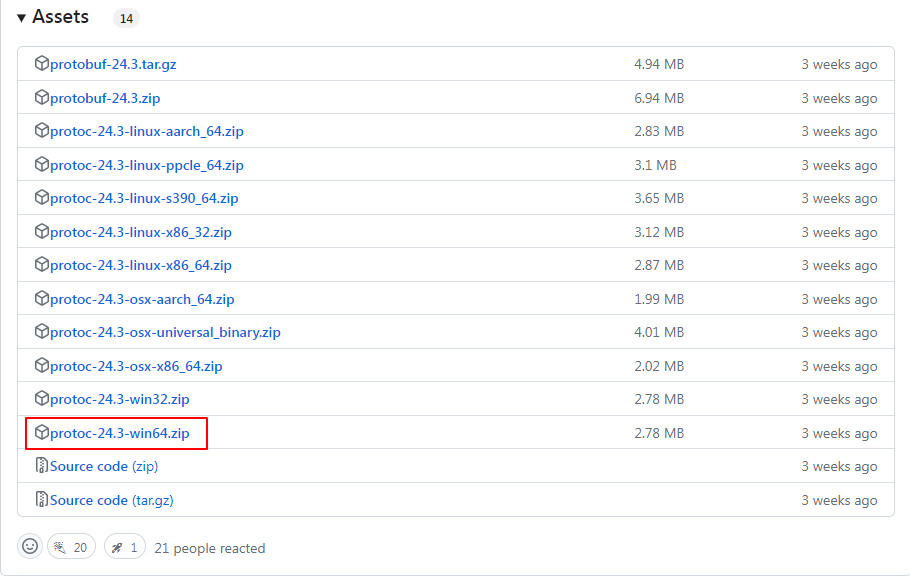 Assets 14
protobuf-24.3.tar.gz 4.94 MB 3 weeks ago
protobuf-24.3.zip 6.94 MB 3 weeks ago
protoc-24.3-linux-aarch_64.zip 2.83 MB 3 weeks ago
protoc-24.3-linux-ppcle_64.zip 3.1 MB 3 weeks ago
protoc-24.3-linux-s390_64.zip 3.65 MB 3 weeks ago
protoc-24.3-linux-x86_32.zip 3.12 MB 3 weeks ago
protoc-24.3-linux-x86_64.zip 2.87 MB 3 weeks ago
protoc-24.3-osx-aarch_64.zip 1.99 MB 3 weeks ago
protoc-24.3-osx-universal_binary.zip 4.01 MB 3 weeks ago
protoc-24.3-osx-x86_64.zip 2.02 MB 3 weeks ago
protoc-24.3-win32.zip 2.78 MB 3 weeks ago
protoc-24.3-win64.zip 2.78 MB 3 weeks ago
Source code (zip) 3 weeks ago
Source code (tar.gz) 3 weeks ago
20 1 21 people reacted